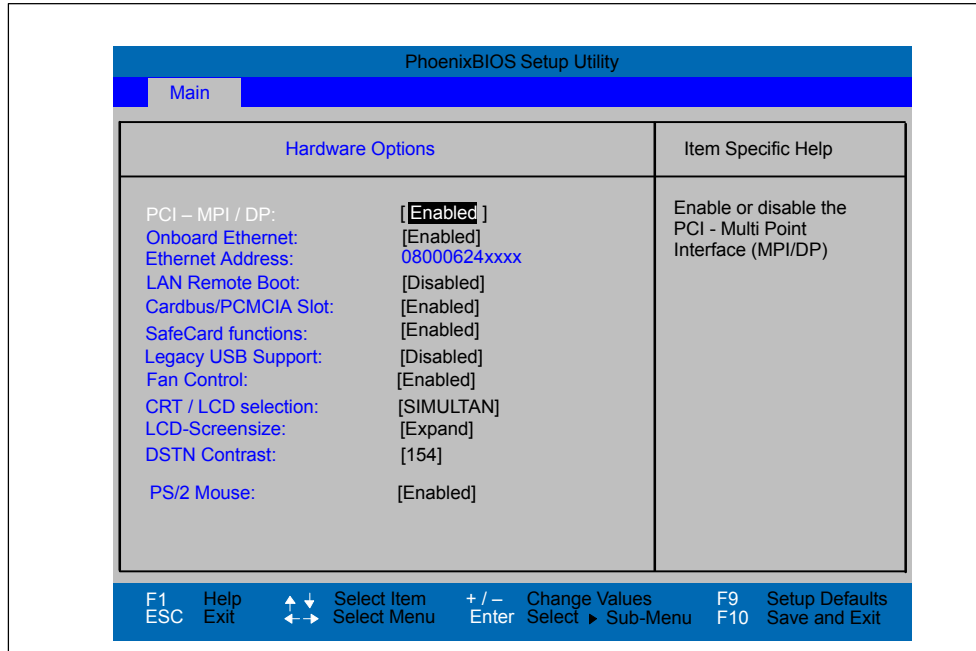 PhoenixBIOS Setup Utility
Main
Hardware Options
Item Specific Help
PCI – MPI / DP: [ Enabled ]
Onboard Ethernet: [Enabled]
Ethernet Address: 08000624xxxx
LAN Remote Boot: [Disabled]
Cardbus/PCMCIA Slot: [Enabled]
SafeCard functions: [Enabled]
Legacy USB Support: [Disabled]
Fan Control: [Enabled]
CRT / LCD selection: [SIMULTAN]
LCD-Screensize: [Expand]
DSTN Contrast: [154]
PS/2 Mouse: [Enabled]
Enable or disable the
PCI - Multi Point
Interface (MPI/DP)
F1 Help Select Item + / – Change Values F9 Setup Defaults
ESC Exit Select Menu Enter Select ▶ Sub-Menu F10 Save and Exit